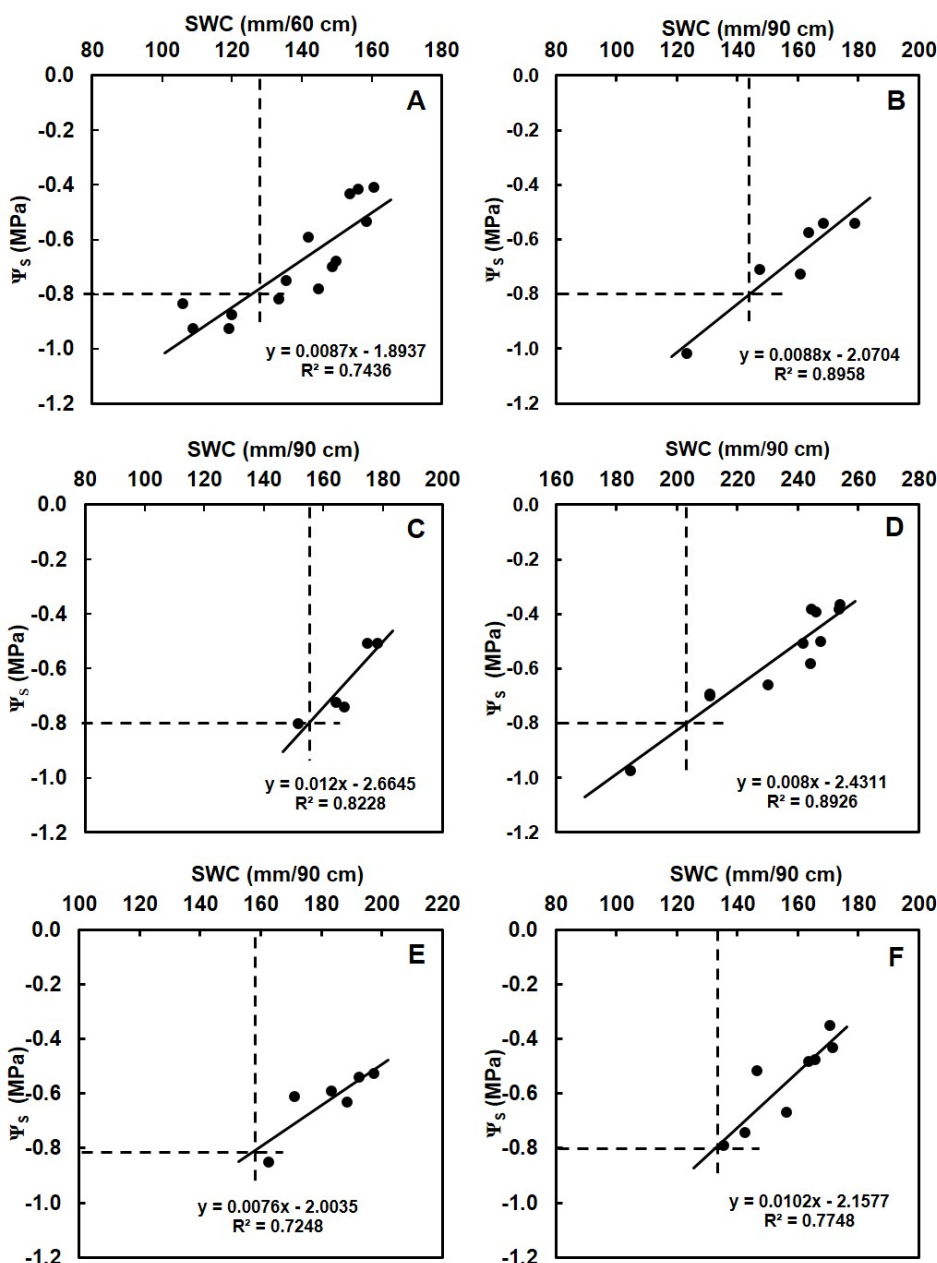 SWC (mm/60 cm)
80 100 120 140 160 180
0.0
-0.2
-0.4
-0.6
-0.8
-1.0
-1.2
Ψs (MPa)
A
y = 0.0087x - 1.8937
R² = 0.7436
SWC (mm/90 cm)
80 100 120 140 160 180 200
0.0
-0.2
-0.4
-0.6
-0.8
-1.0
-1.2
Ψs (MPa)
B
y = 0.0088x - 2.0704
R² = 0.8958
SWC (mm/90 cm)
80 100 120 140 160 180 200
0.0
-0.2
-0.4
-0.6
-0.8
-1.0
-1.2
Ψs (MPa)
C
y = 0.012x - 2.6645
R² = 0.8228
SWC (mm/90 cm)
160 180 200 220 240 260 280
0.0
-0.2
-0.4
-0.6
-0.8
-1.0
-1.2
Ψs (MPa)
D
y = 0.008x - 2.4311
R² = 0.8926
SWC (mm/90 cm)
100 120 140 160 180 200 220
0.0
-0.2
-0.4
-0.6
-0.8
-1.0
-1.2
Ψs (MPa)
E
y = 0.0076x - 2.0035
R² = 0.7248
SWC (mm/90 cm)
80 100 120 140 160 180 200
0.0
-0.2
-0.4
-0.6
-0.8
-1.0
-1.2
Ψs (MPa)
F
y = 0.0102x - 2.1577
R² = 0.7748